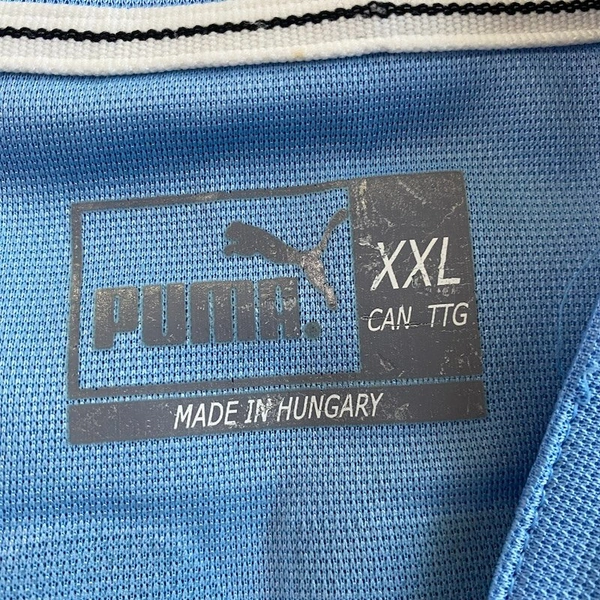 PUMA.
XXL
CAN TTG
MADE IN HUNGARY